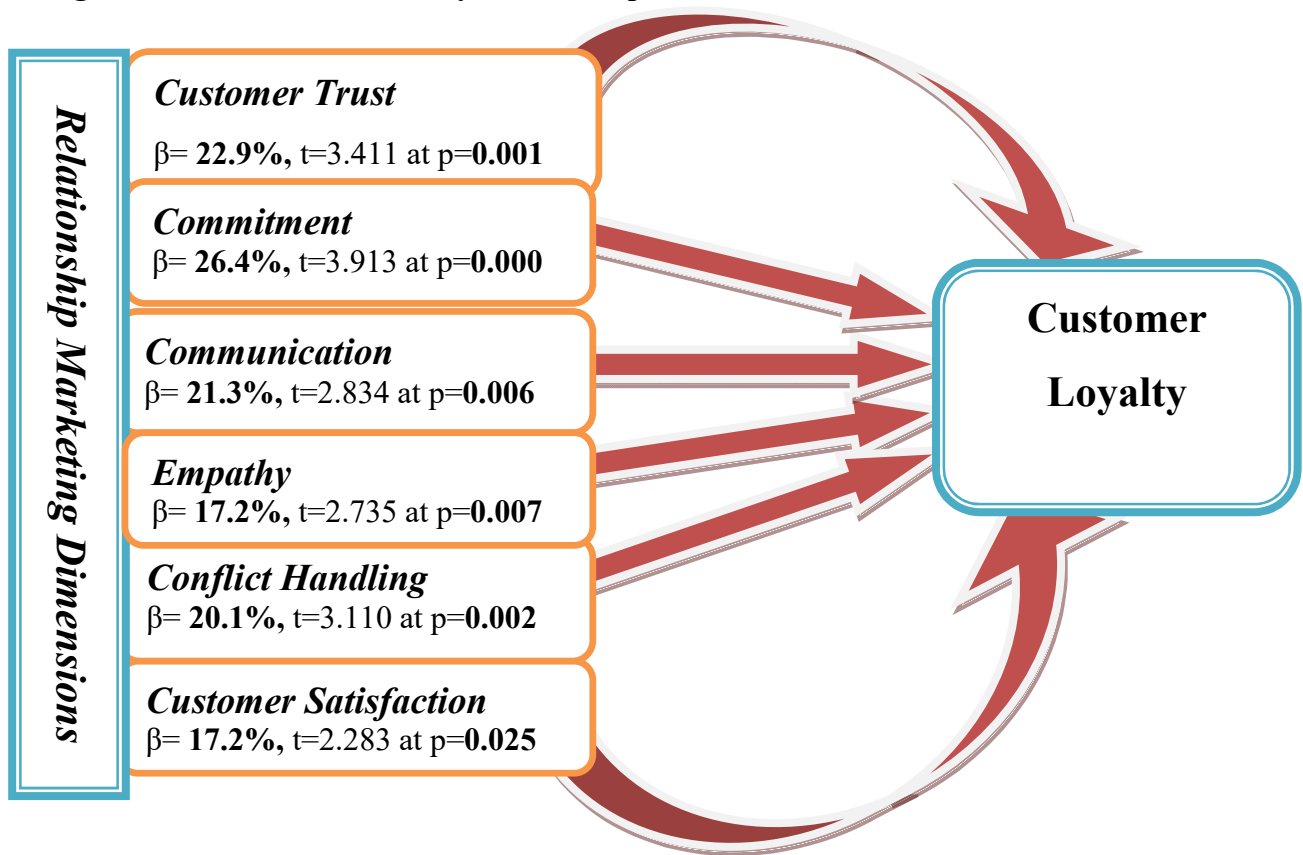 Relationship Marketing Dimensions
Customer Trust
β= 22.9%, t=3.411 at p=0.001
Commitment
β= 26.4%, t=3.913 at p=0.000
Communication
β= 21.3%, t=2.834 at p=0.006
Empathy
β= 17.2%, t=2.735 at p=0.007
Conflict Handling
β= 20.1%, t=3.110 at p=0.002
Customer Satisfaction
β= 17.2%, t=2.283 at p=0.025
Customer
Loyalty